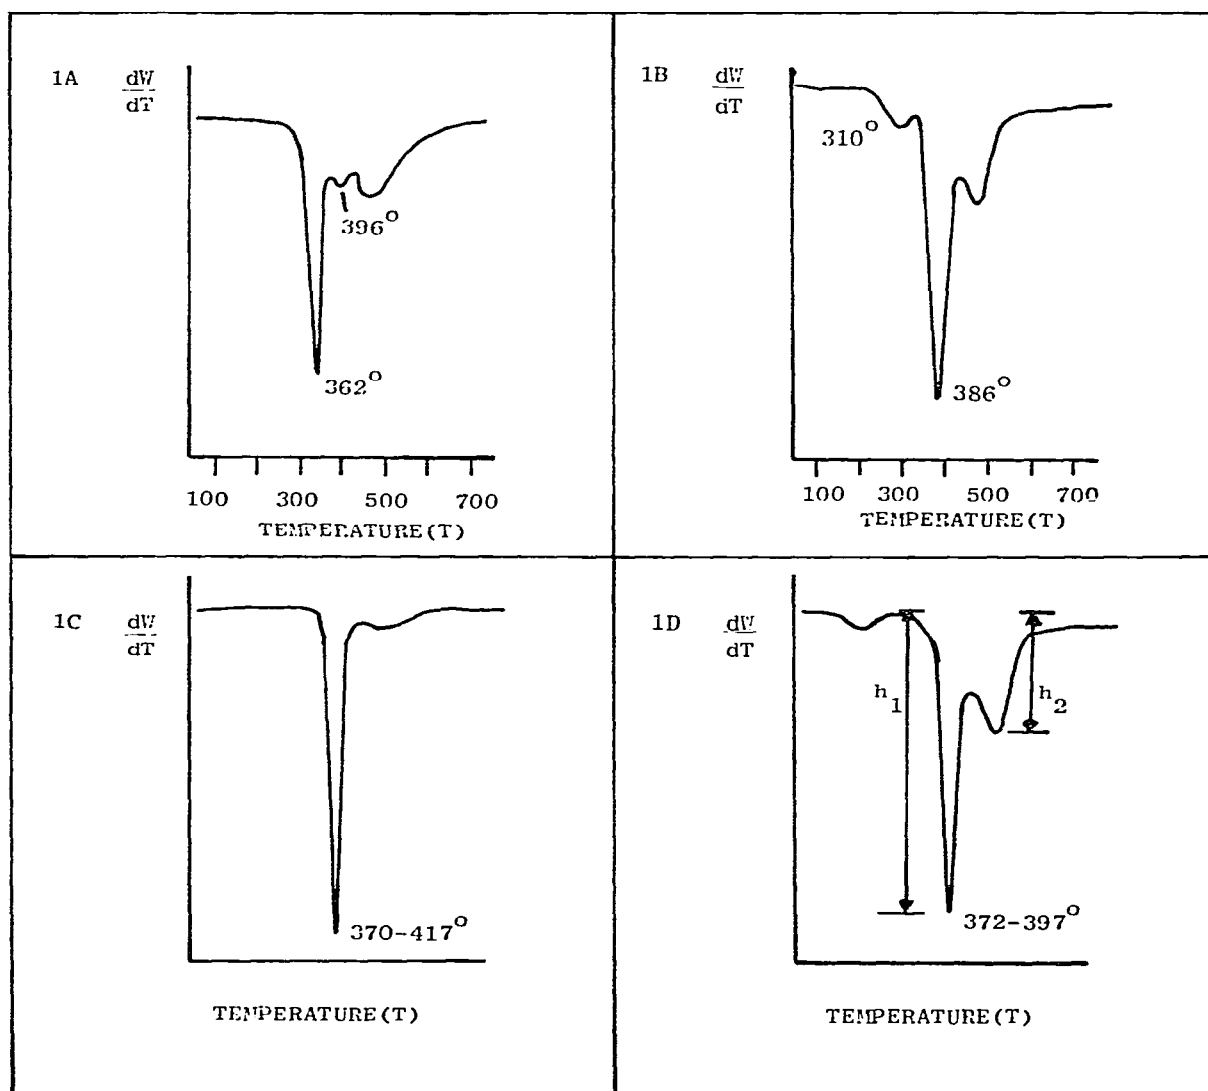 1A dW
dT
396°
362°
100 300 500 700
TEMPERATURE(T)
1B dW
dT
310°
386°
100 300 500 700
TEMPERATURE(T)
1C dW
dT
370-417°
TEMPERATURE(T)
1D dW
dT
h1
h2
372-397°
TEMPERATURE(T)